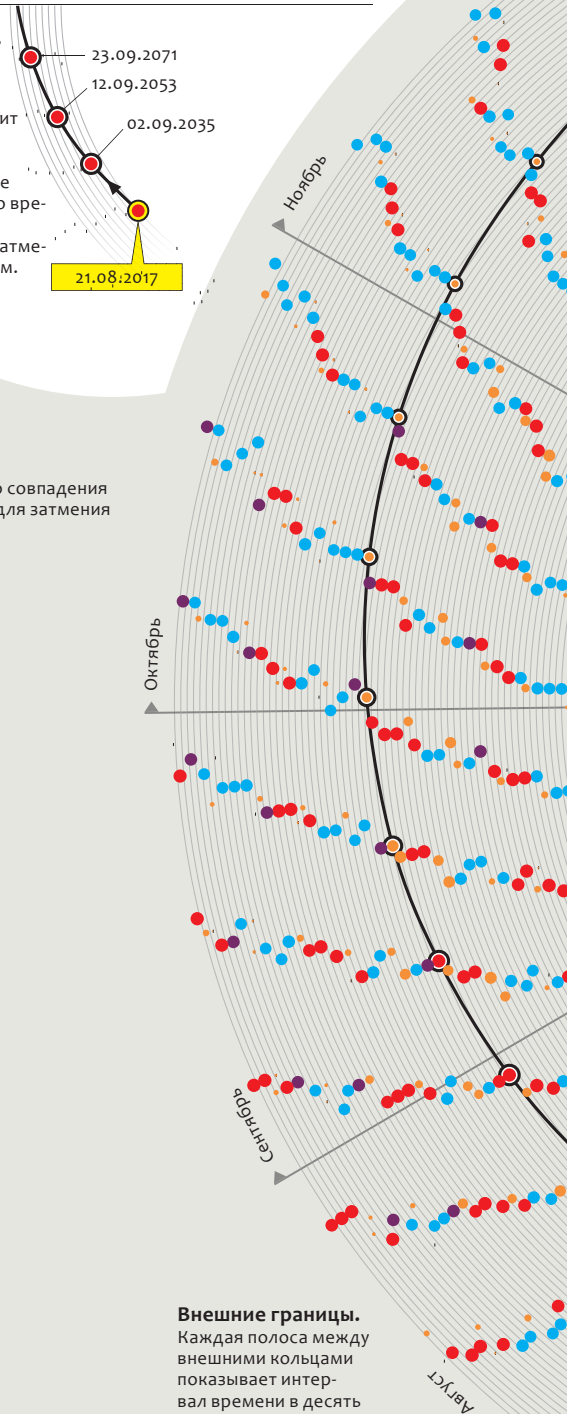 23.09.2071
12.09.2053
ит
02.09.2035
е
о вре-
атме-
м.
21.08.2017
Ноябрь
о совпадения
для затмения
Октябрь
Сентябрь
Внешние границы.
Каждая полоса между
внешними кольцами
показывает интер-
вал времени в десять
Август